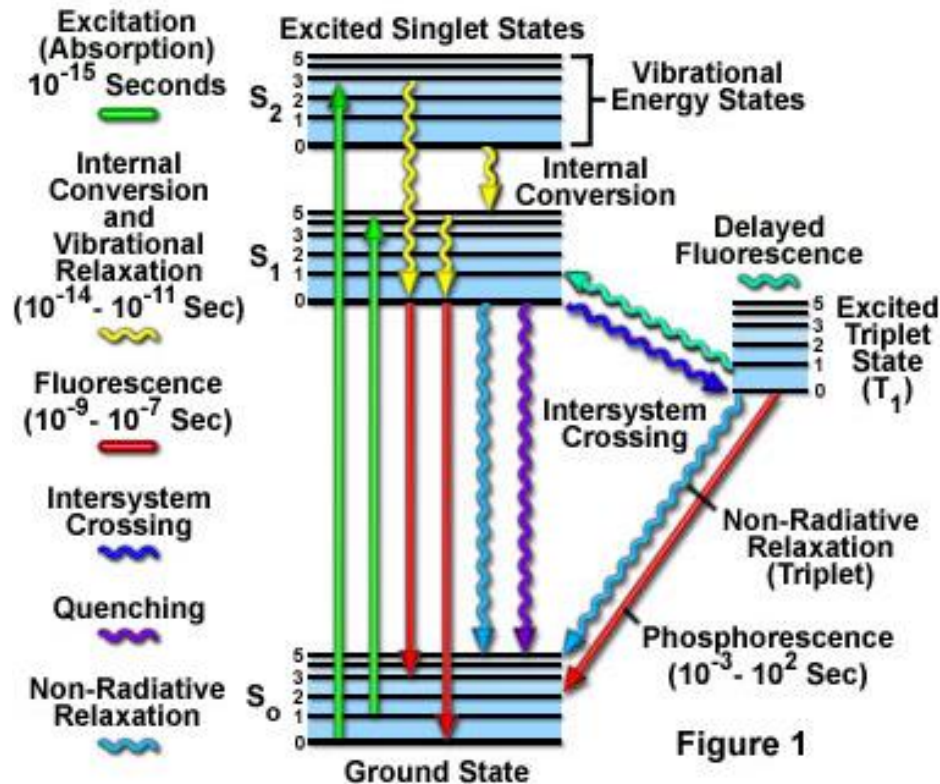 Excitation
(Absorption)
10⁻¹⁵ Seconds
Internal
Conversion
and
Vibrational
Relaxation
(10⁻¹⁴ - 10⁻¹¹ Sec)
Fluorescence
(10⁻⁹ - 10⁻⁷ Sec)
Intersystem
Crossing
Quenching
Non-Radiative
Relaxation
Excited Singlet States
S₂
5
3
2
1
0
Vibrational
Energy States
Internal
Conversion
S₁
5
3
2
1
0
Delayed
Fluorescence
5
3
2
1
0
Excited
Triplet
State
(T₁)
Intersystem
Crossing
Non-Radiative
Relaxation
(Triplet)
Phosphorescence
(10⁻³ - 10² Sec)
S₀
5
3
2
1
0
Ground State
Figure 1